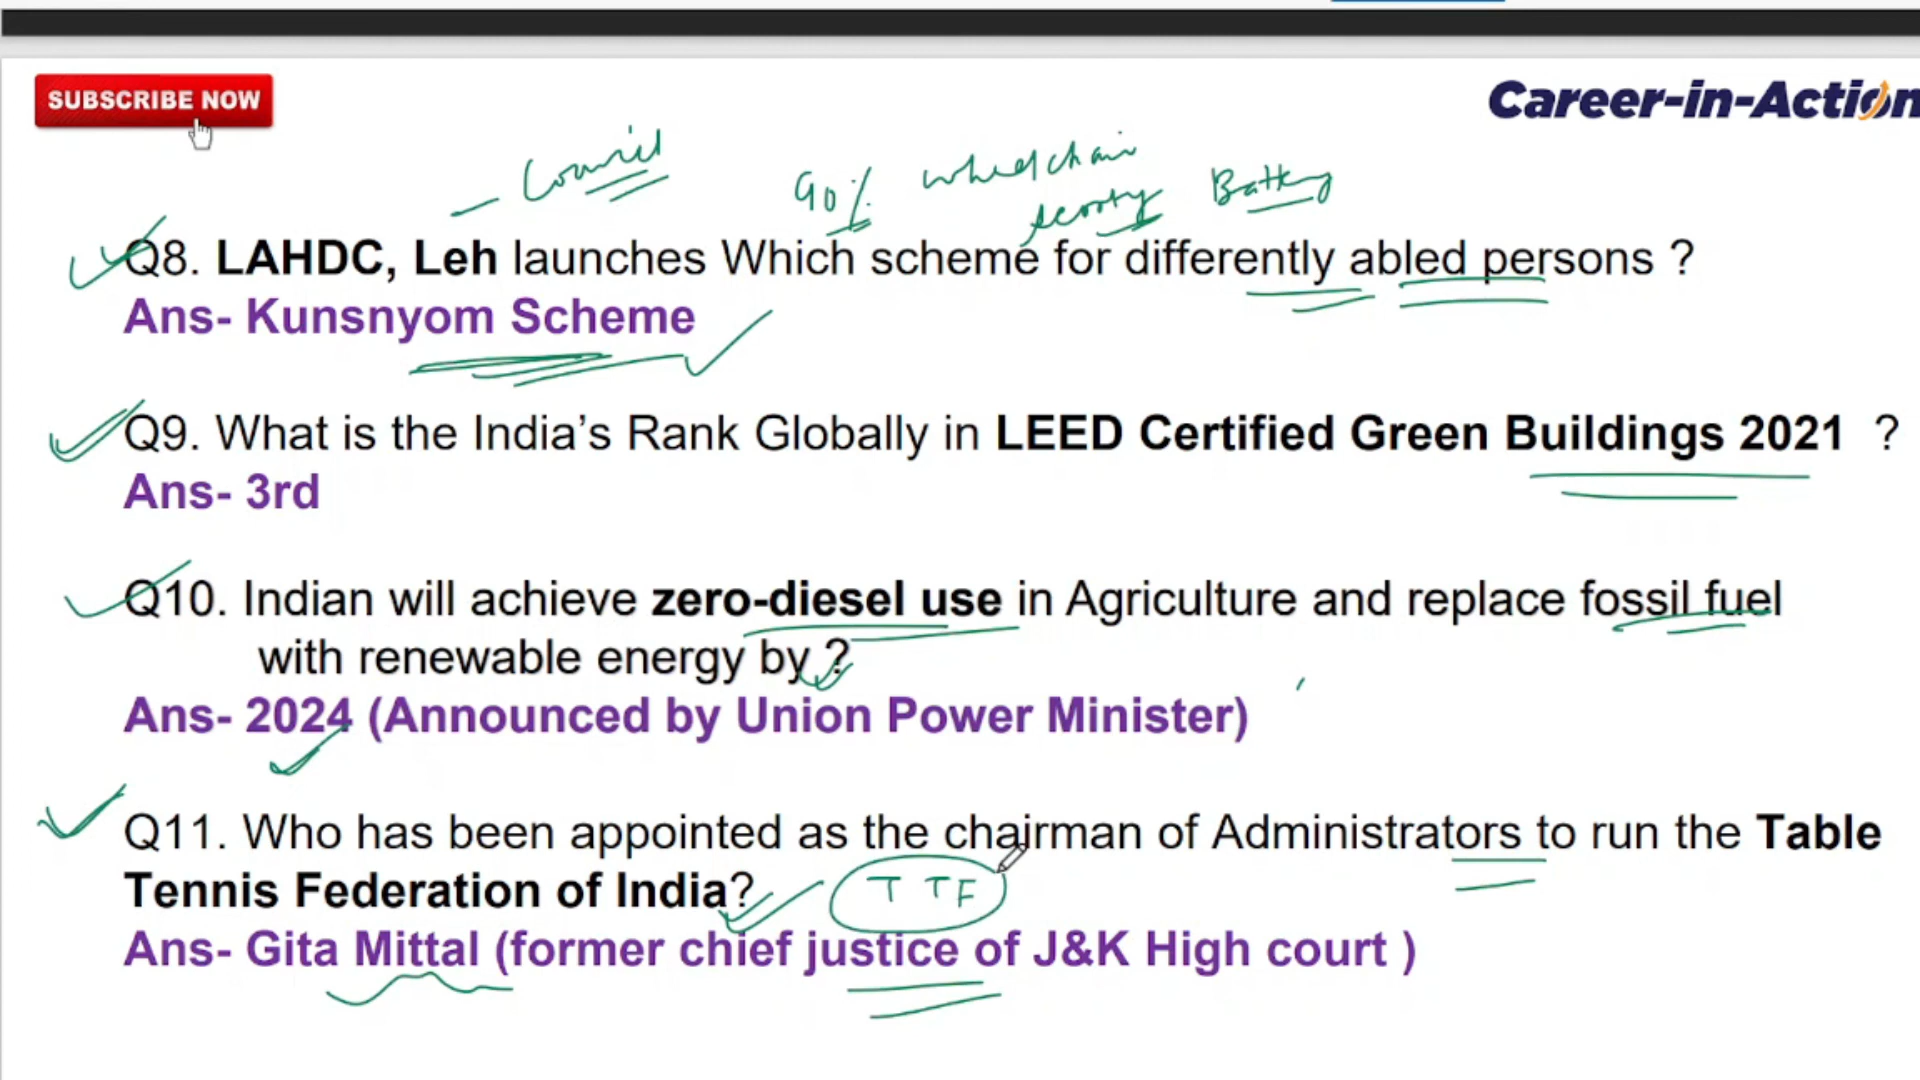 SUBSCRIBE NOW
Career-in-Action
Council
90% wheelchair
scooty Battery
Q8. LAHDC, Leh launches Which scheme for differently abled persons ?
Ans- Kunsnyom Scheme
Q9. What is the India’s Rank Globally in LEED Certified Green Buildings 2021 ?
Ans- 3rd
Q10. Indian will achieve zero-diesel use in Agriculture and replace fossil fuel
with renewable energy by ?
Ans- 2024 (Announced by Union Power Minister)
Q11. Who has been appointed as the chairman of Administrators to run the Table
Tennis Federation of India?
T T F
Ans- Gita Mittal (former chief justice of J&K High court )